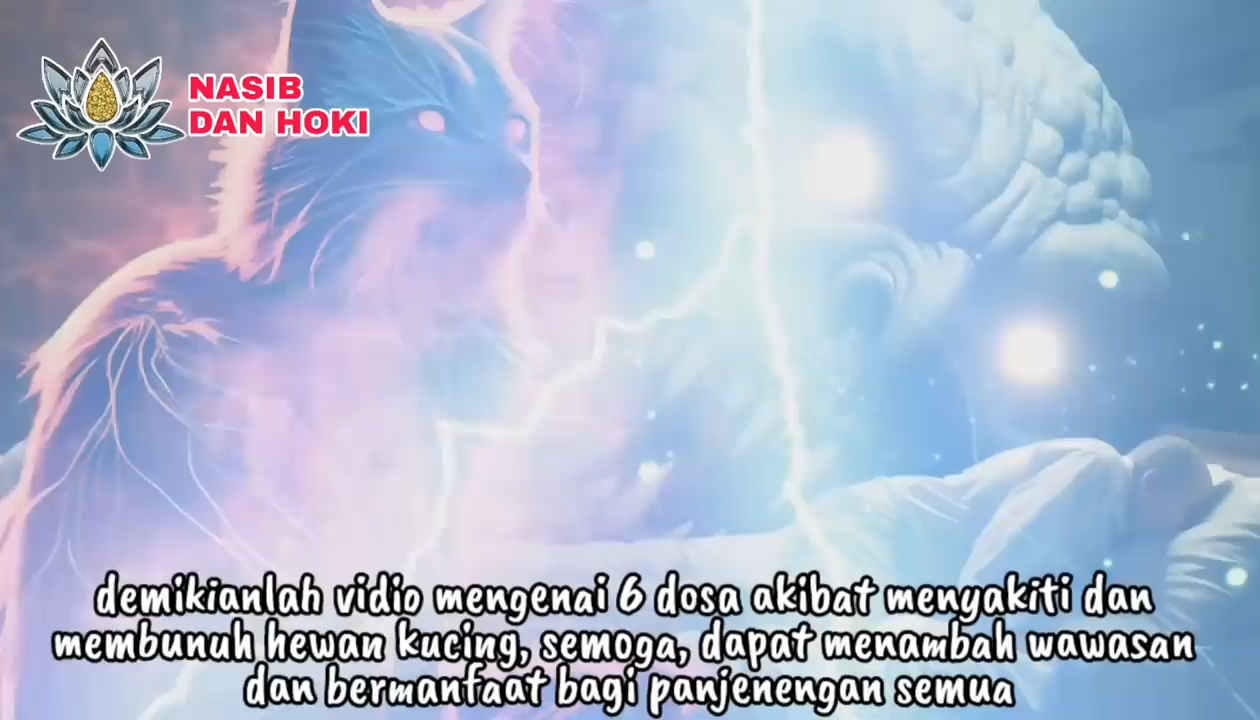 NASIB
DAN HOKI
demikianlah vidio mengenai 6 dosa akibat menyakiti dan
membunuh hewan kucing, semoga, dapat menambah wawasan
dan bermanfaat bagi panjenengan semua